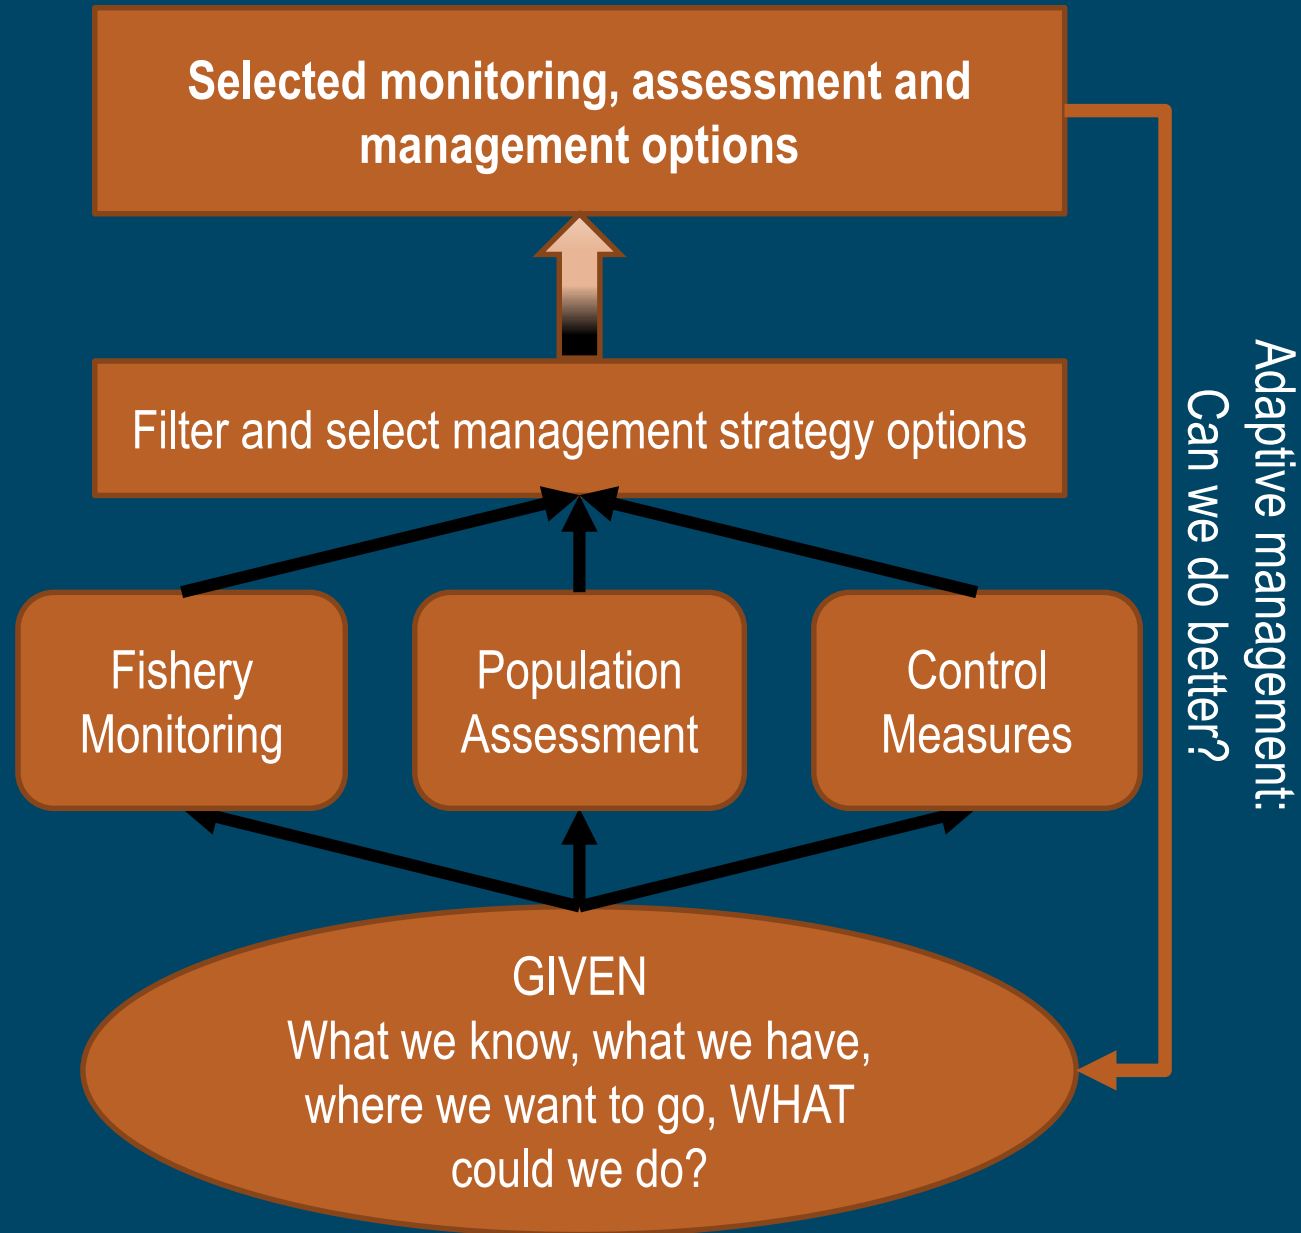 Selected monitoring, assessment and
management options
Filter and select management strategy options
Fishery
Monitoring
Population
Assessment
Control
Measures
GIVEN
What we know, what we have,
where we want to go, WHAT
could we do?
Adaptive management:
Can we do better?